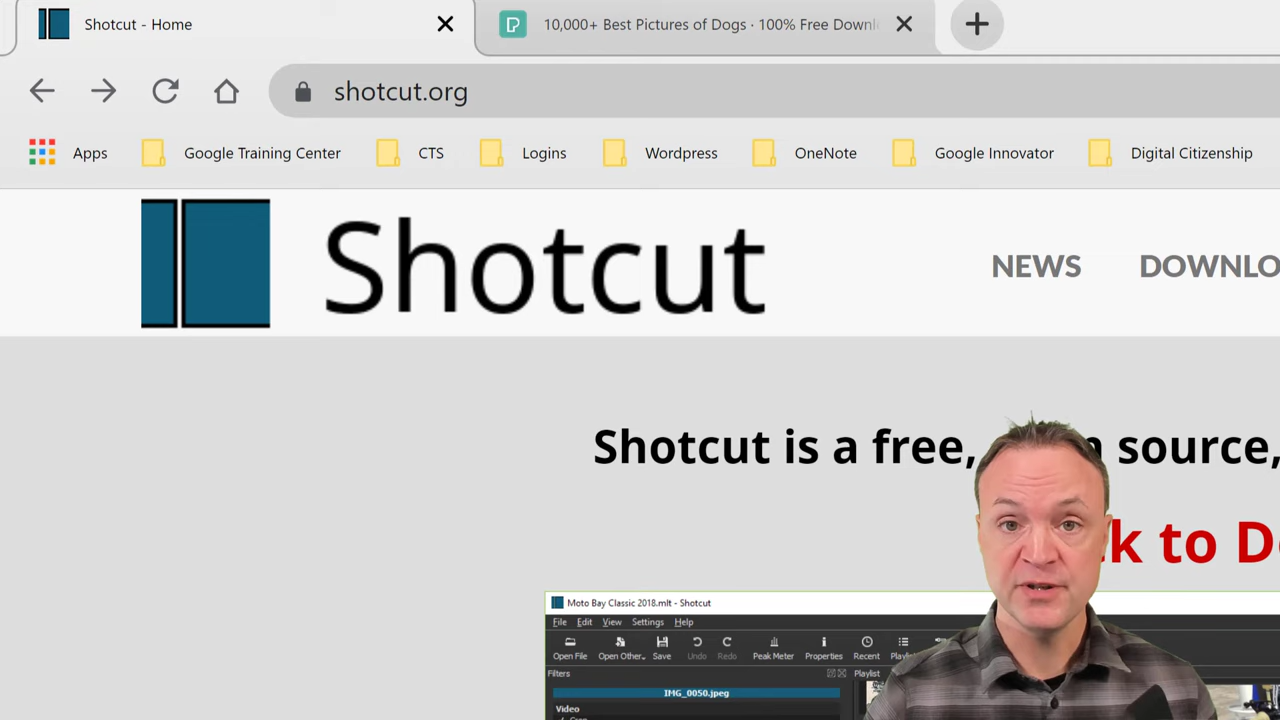 Shotcut - Home
10,000+ Best Pictures of Dogs · 100% Free Downl
shotcut.org
Apps
Google Training Center
CTS
Logins
Wordpress
OneNote
Google Innovator
Digital Citizenship
Shotcut
NEWS
DOWNLO
Shotcut is a free, source,
k to D
Moto Bay Classic 2018.mlt - Shotcut
File Edit View Settings Help
Open File Open Other.. Save Undo Redo Peak Meter Properties Recent Playli
Filters
Playlist
IMG_0050.jpeg
Video